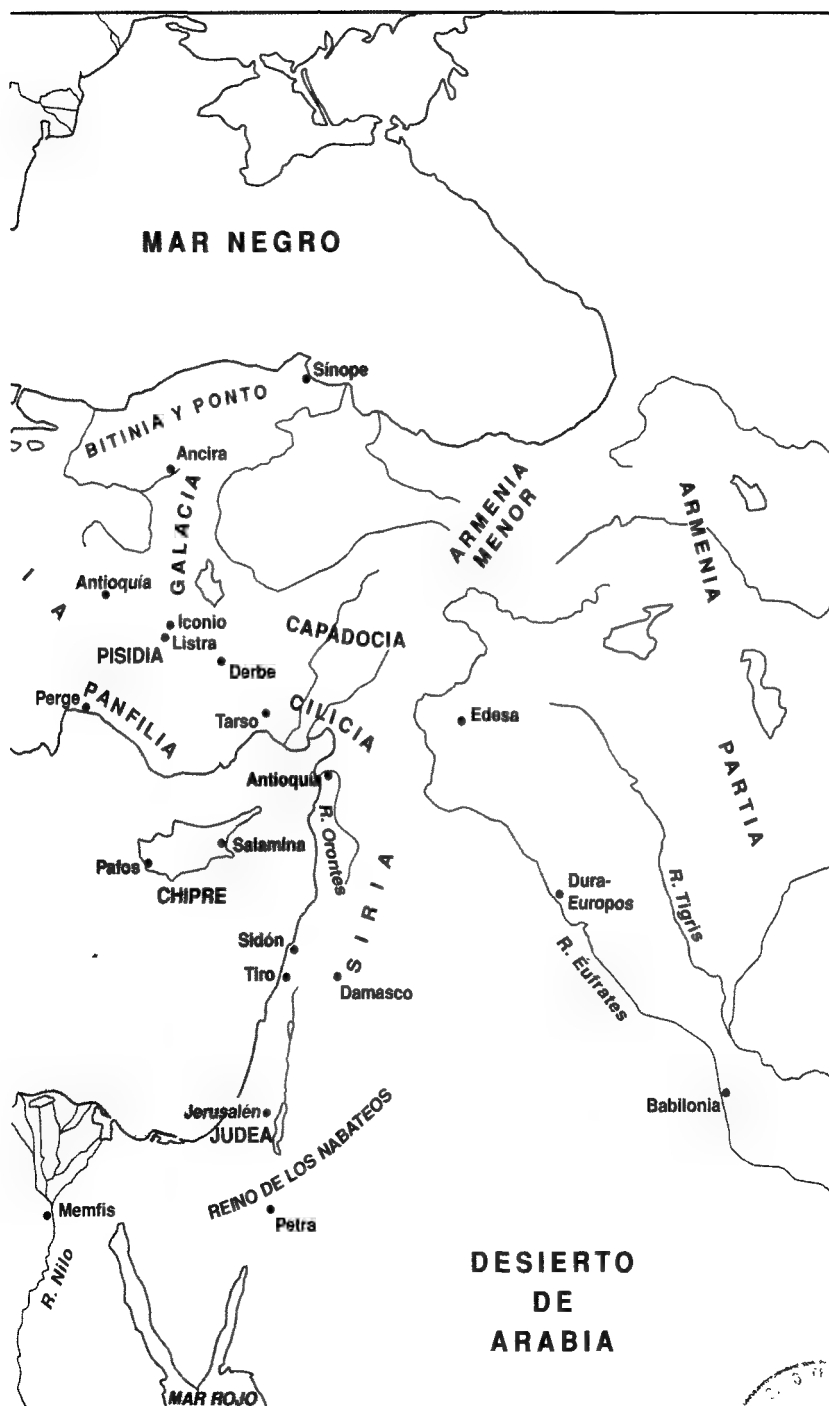 MAR NEGRO
Sínope
BITINIA Y PONTO
Ancira
GALACIA
ARMENIA
MENOR
ARMENIA
I A
Antioquía
Iconio
Listra
PISIDIA
Derbe
CAPADOCIA
Perge
PANFILIA
Tarso
CILICIA
Edesa
PARTIA
Antioquía
R. Orontes
Salamina
Pafos
CHIPRE
SIRIA
Dura-
Europos
R. Tigris
Sidón
Tiro
Damasco
R. Éufrates
Jerusalén
JUDEA
Babilonia
REINO DE LOS NABATEOS
Memfis
Petra
R. Nilo
DESIERTO
DE
ARABIA
MAR ROJO